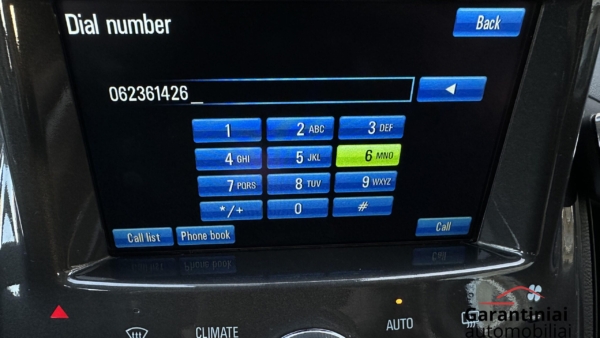 Dial number
Back
062361426_
1 2 ABC 3 DEF
4 GHI 5 JKL 6 MNO
7 PQRS 8 TUV 9 WXYZ
*/+ 0 #
Call list Phone book Call
CLIMATE AUTO
Garantiniai
automobiliai